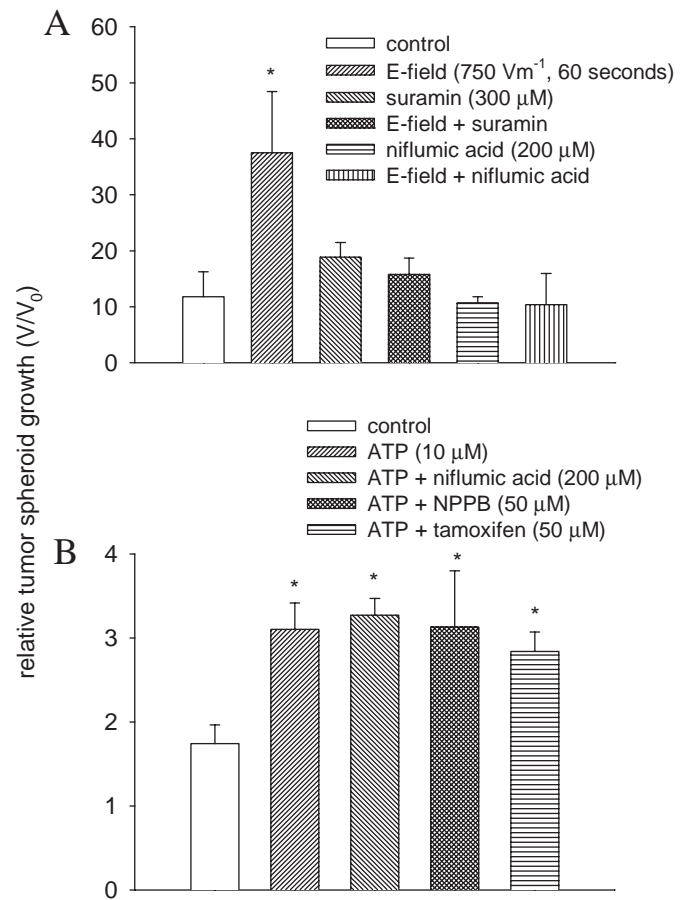 A
60
50
40
30
20
10
0
*
control
E-field (750 Vm⁻¹, 60 seconds)
suramin (300 μM)
E-field + suramin
niflumic acid (200 μM)
E-field + niflumic acid
relative tumor spheroid growth (V/V₀)
control
ATP (10 μM)
ATP + niflumic acid (200 μM)
ATP + NPPB (50 μM)
ATP + tamoxifen (50 μM)
B
4
3
2
1
0
* * * *